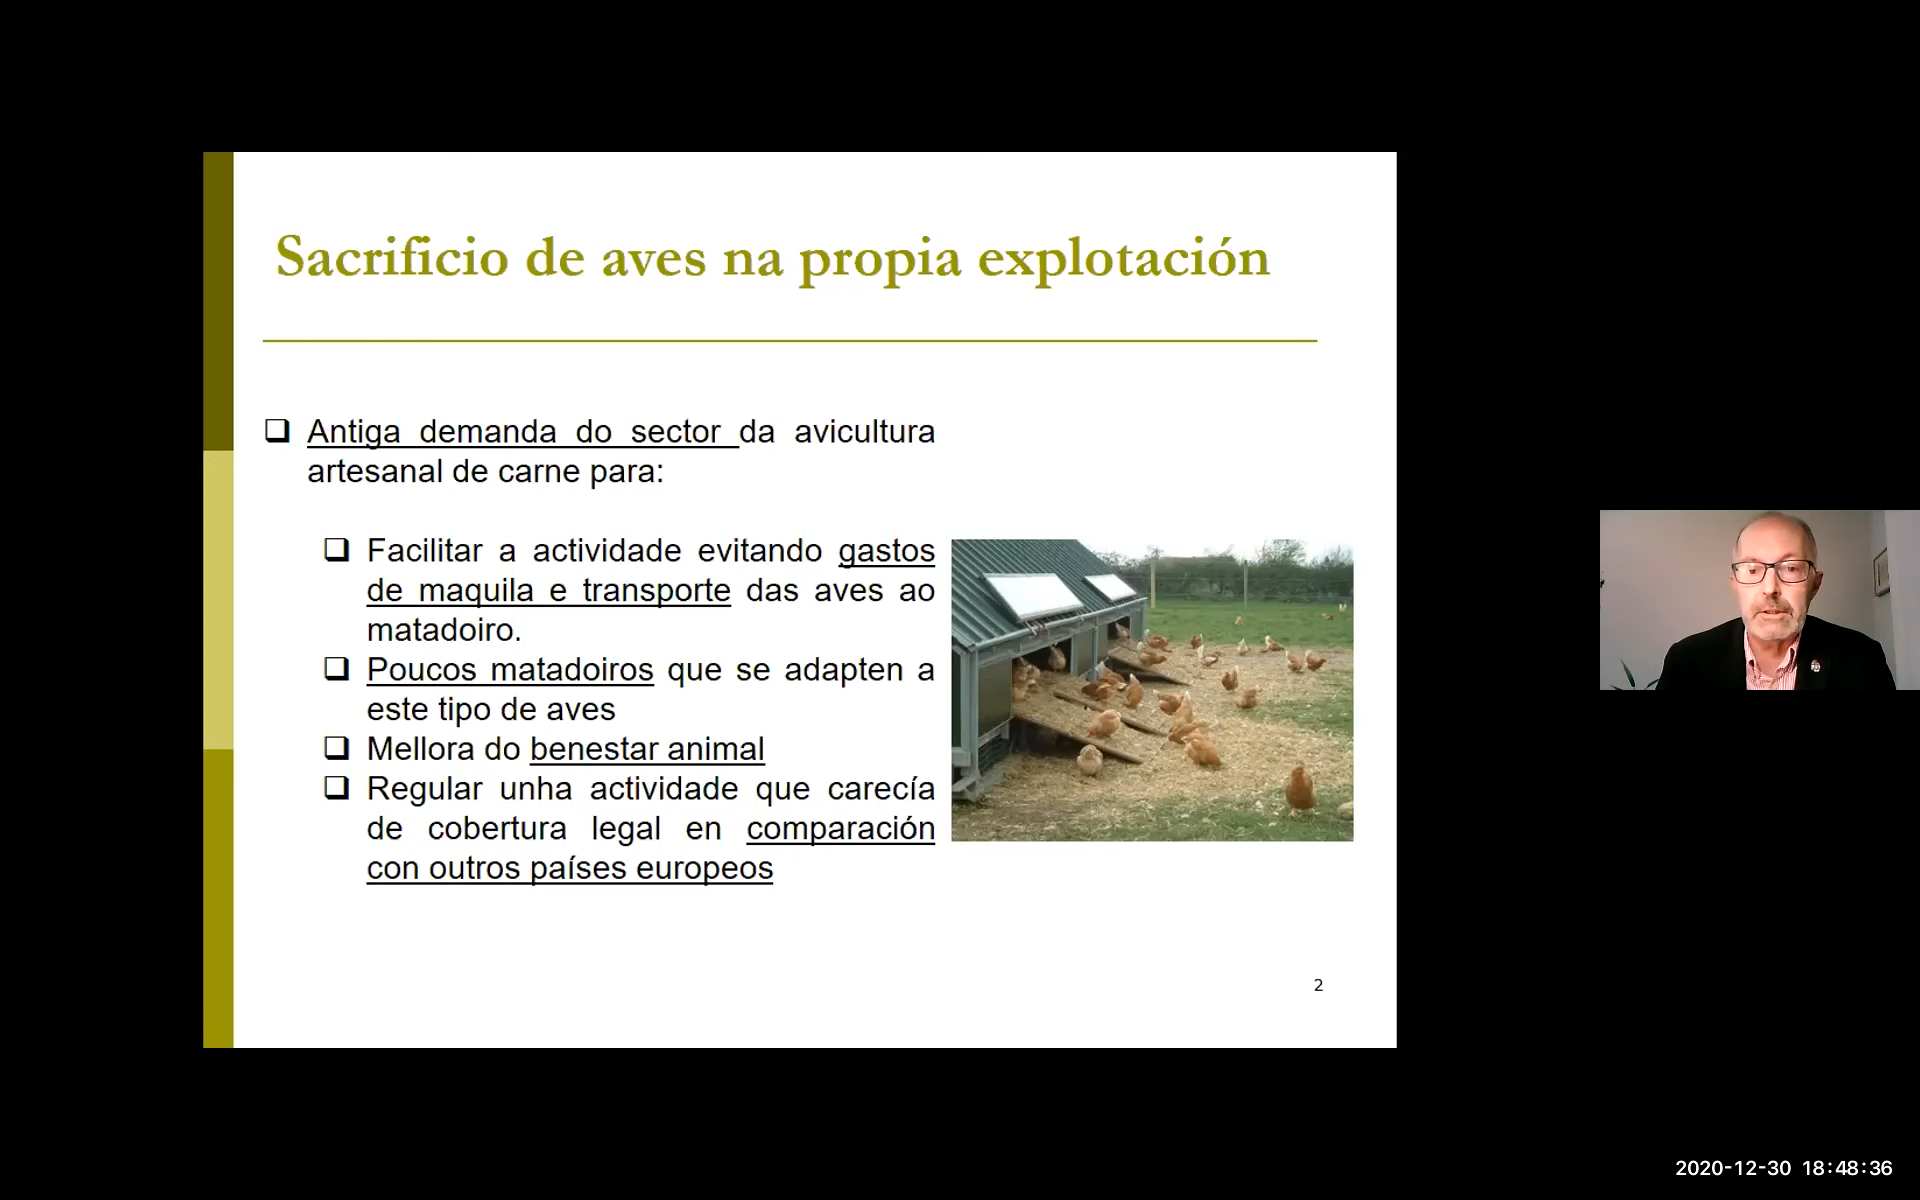 Sacrificio de aves na propia explotación
Antiga demanda do sector da avicultura
artesanal de carne para:
Facilitar a actividade evitando gastos
de maquila e transporte das aves ao
matadoiro.
Poucos matadoiros que se adapten a
este tipo de aves
Mellora do benestar animal
Regular unha actividade que carecía
de cobertura legal en comparación
con outros países europeos
2
2020-12-30 18:48:36